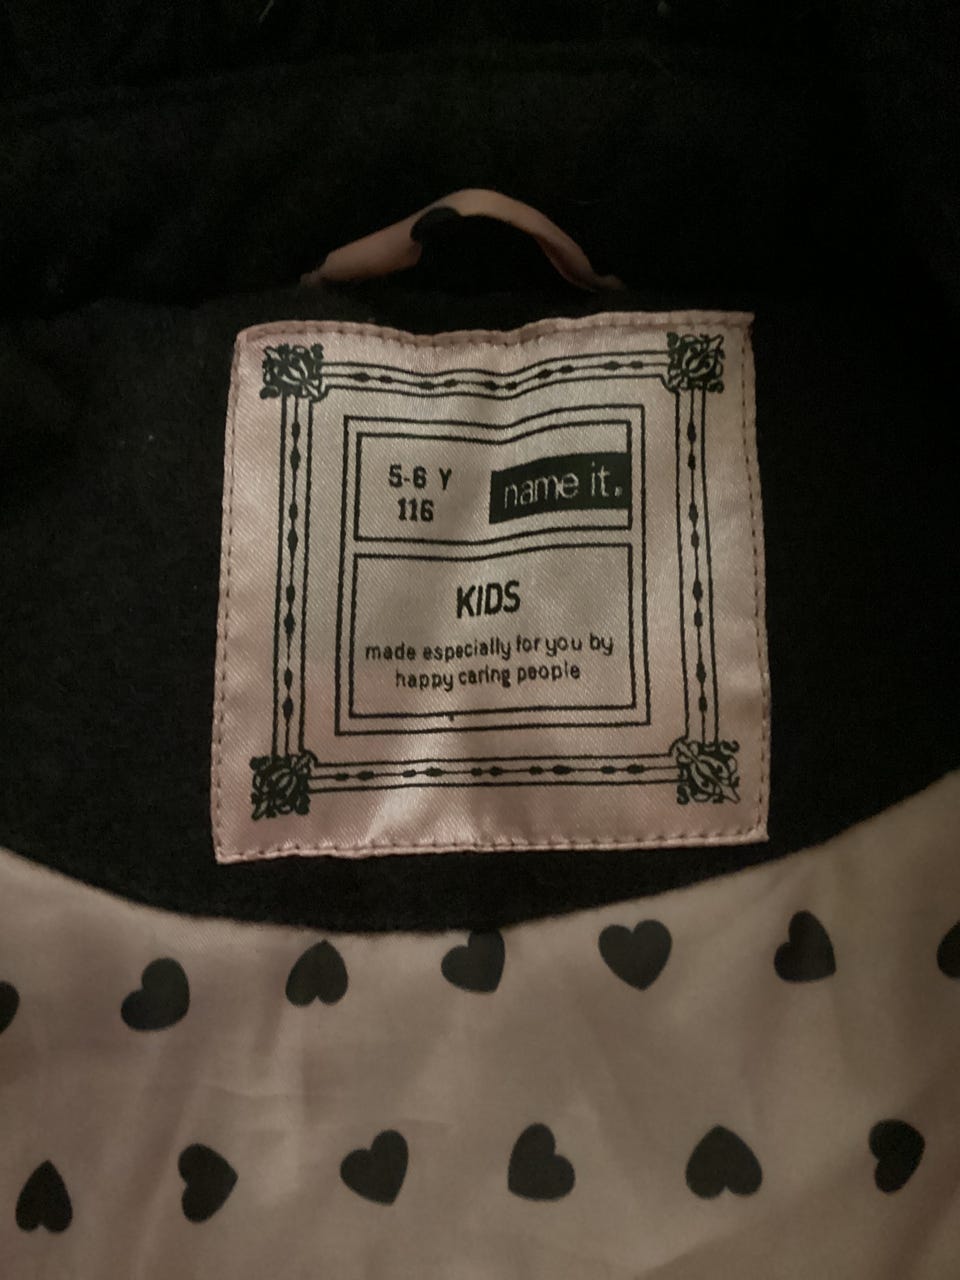 5-6 Y
116
name it.
KIDS
made especially for you by
happy caring people